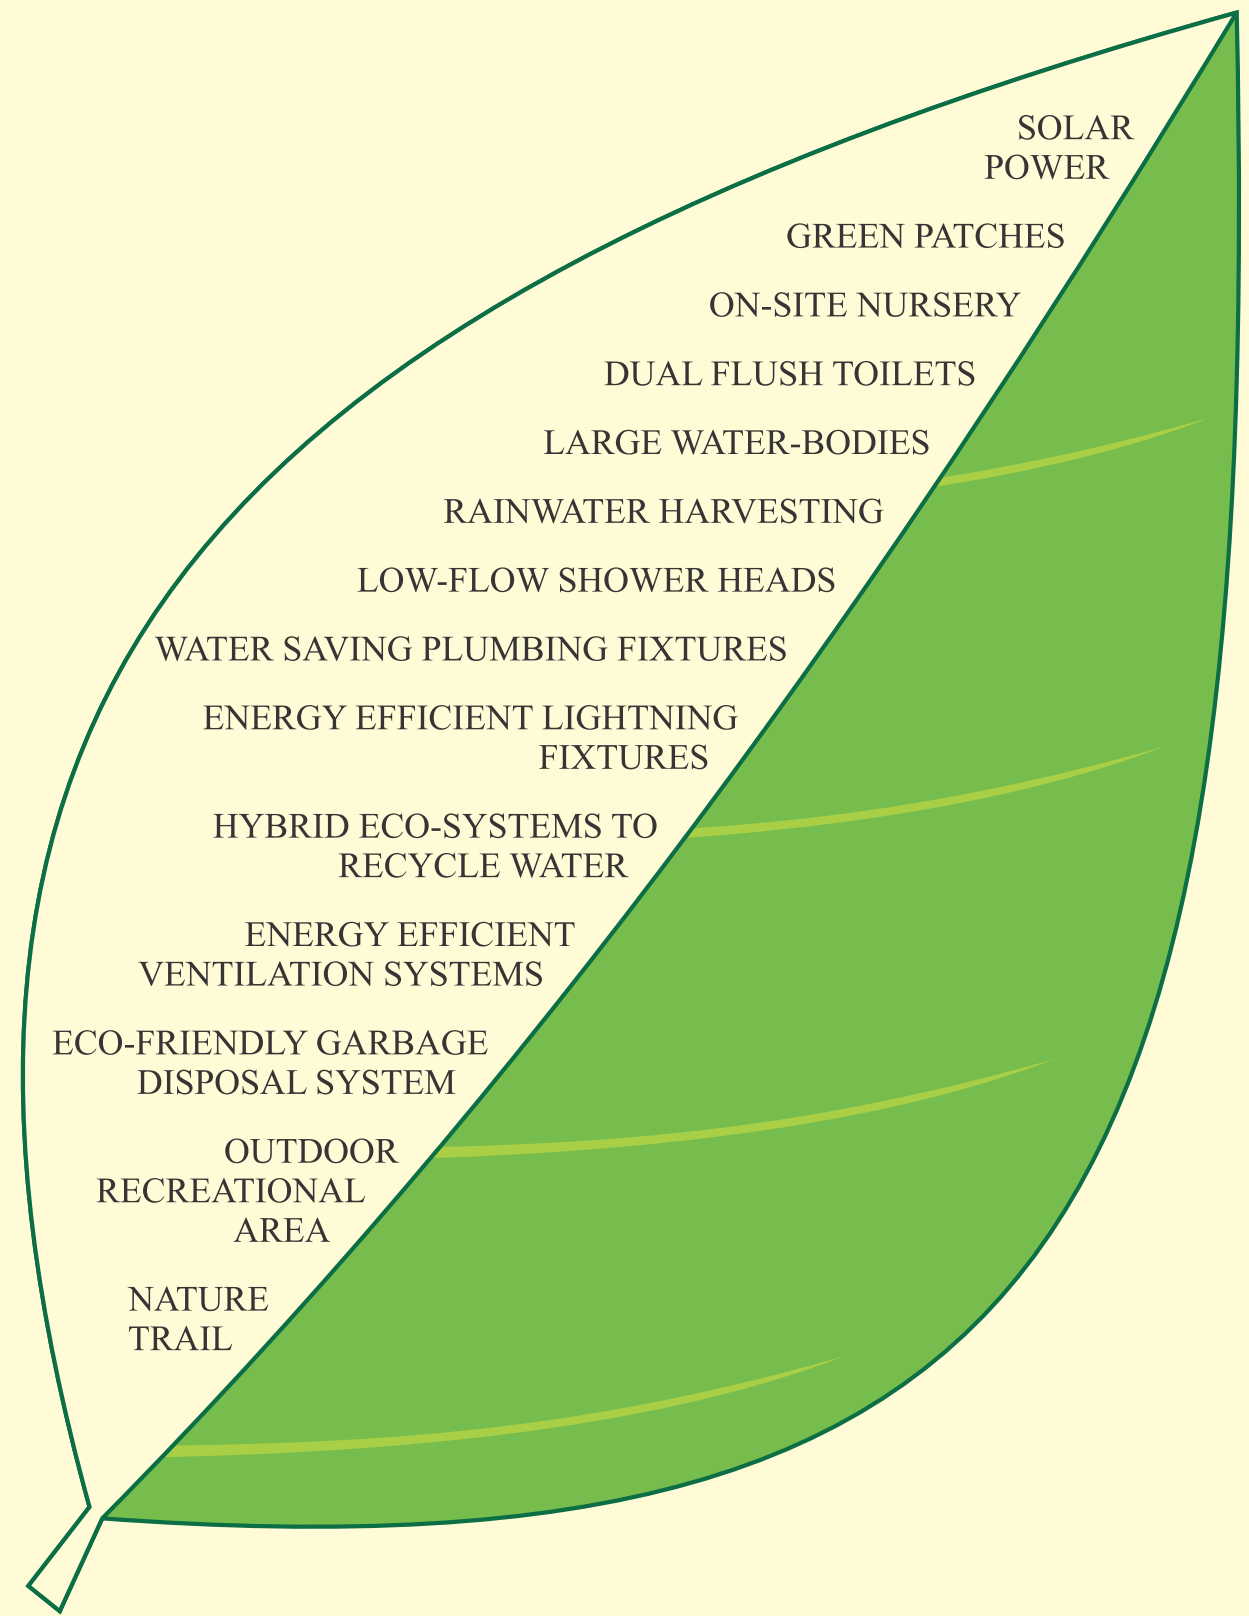 SOLAR
POWER
GREEN PATCHES
ON-SITE NURSERY
DUAL FLUSH TOILETS
LARGE WATER-BODIES
RAINWATER HARVESTING
LOW-FLOW SHOWER HEADS
WATER SAVING PLUMBING FIXTURES
ENERGY EFFICIENT LIGHTNING
FIXTURES
HYBRID ECO-SYSTEMS TO
RECYCLE WATER
ENERGY EFFICIENT
VENTILATION SYSTEMS
ECO-FRIENDLY GARBAGE
DISPOSAL SYSTEM
OUTDOOR
RECREATIONAL
AREA
NATURE
TRAIL